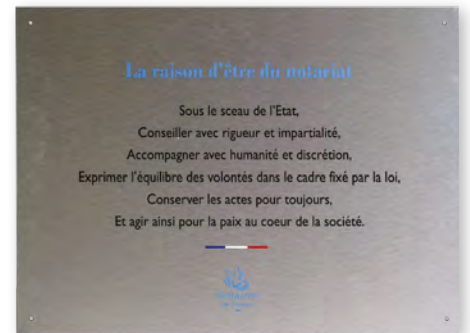 La raison d'être du notariat
Sous le sceau de l'Etat,
Conseiller avec rigueur et impartialité,
Accompagner avec humanité et discrétion,
Exprimer l'équilibre des volontés dans le cadre fixé par la loi,
Conserver les actes pour toujours,
Et agir ainsi pour la paix au coeur de la société.